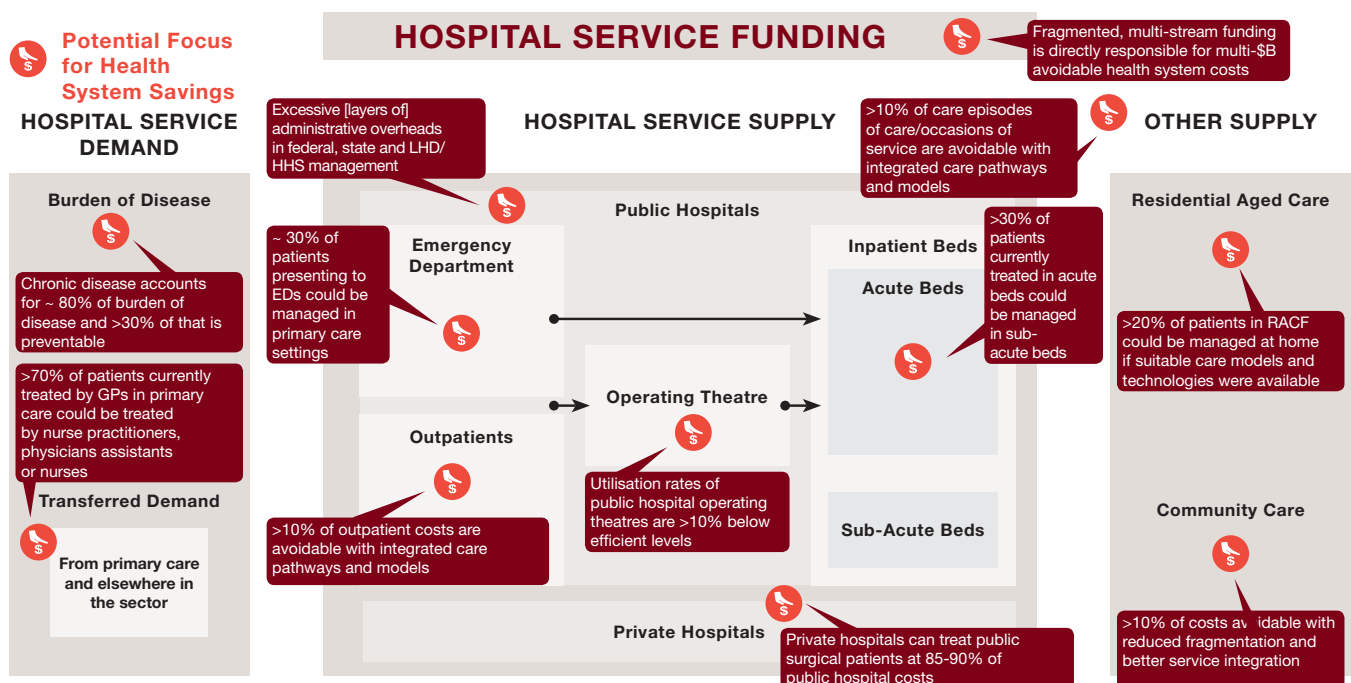 Potential Focus
for Health
System Savings
HOSPITAL SERVICE FUNDING
Fragmented, multi-stream funding
is directly responsible for multi-$B
avoidable health system costs
HOSPITAL SERVICE
DEMAND
Burden of Disease
Chronic disease accounts
for ~ 80% of burden of
disease and >30% of that is
preventable
>70% of patients currently
treated by GPs in primary
care could be treated
by nurse practitioners,
physicians assistants
or nurses
Transferred Demand
From primary care
and elsewhere in
the sector
HOSPITAL SERVICE SUPPLY
Excessive [layers of]
administrative overheads
in federal, state and LHD/
HHS management
>10% of care episodes
of care/occasions of
service are avoidable with
integrated care pathways
and models
Public Hospitals
Emergency
Department
~ 30% of
patients
presenting to
EDs could be
managed in
primary care
settings
Outpatients
>10% of outpatient costs are
avoidable with integrated care
pathways and models
Operating Theatre
Utilisation rates of
public hospital operating
theatres are >10% below
efficient levels
Inpatient Beds
Acute Beds
>30% of
patients
currently
treated in acute
beds could
be managed
in sub-
acute beds
Sub-Acute Beds
Private Hospitals
Private hospitals can treat public
surgical patients at 85-90% of
public hospital costs
OTHER SUPPLY
Residential Aged Care
>20% of patients in RACF
could be managed at home
if suitable care models and
technologies were available
Community Care
>10% of costs avoidable with
reduced fragmentation and
better service integration